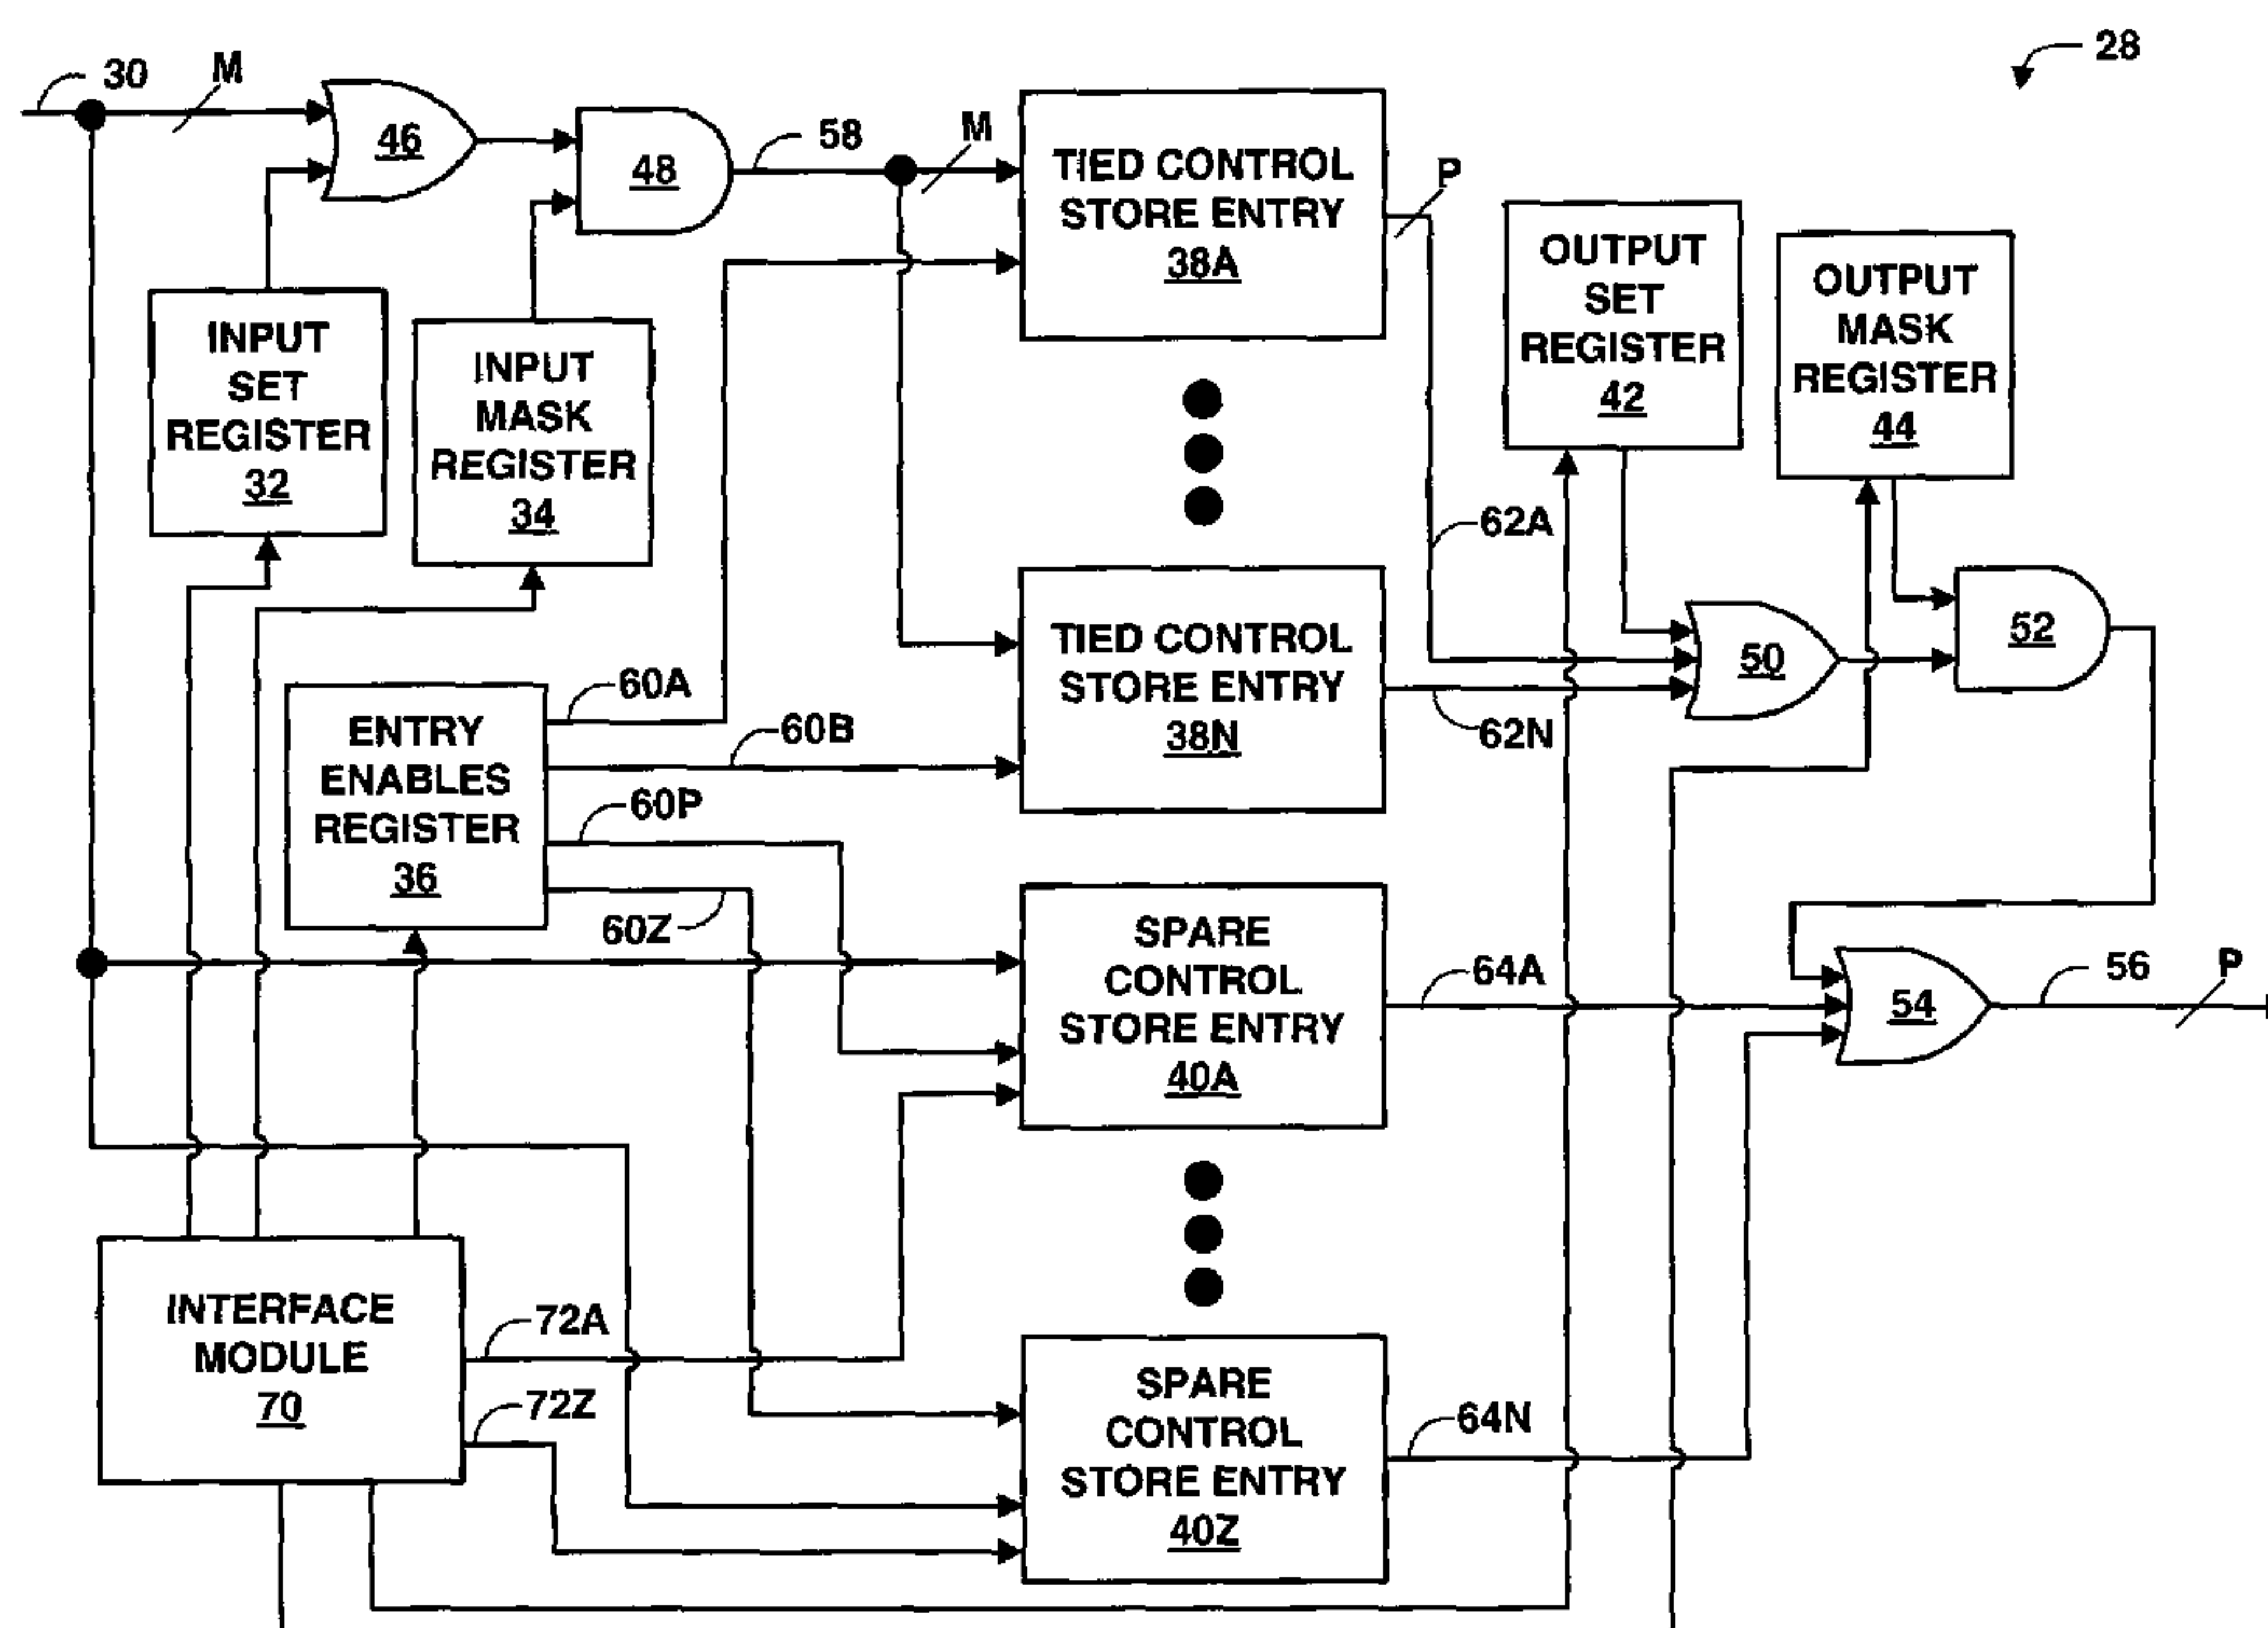 28
30
M
46
48
58
M
TIED CONTROL
STORE ENTRY
38A
P
OUTPUT
SET
REGISTER
42
OUTPUT
MASK
REGISTER
44
INPUT
SET
REGISTER
32
INPUT
MASK
REGISTER
34
62A
TIED CONTROL
STORE ENTRY
38N
50
52
62N
ENTRY
ENABLES
REGISTER
36
60A
60B
60P
60Z
SPARE
CONTROL
STORE ENTRY
40A
64A
54
56
P
INTERFACE
MODULE
70
72A
72Z
SPARE
CONTROL
STORE ENTRY
40Z
64N